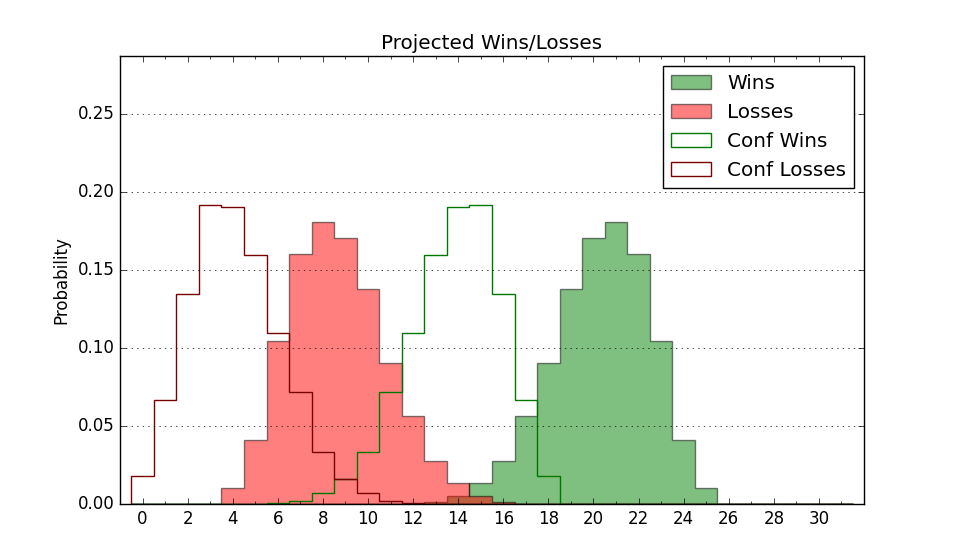 Projected Wins/Losses
Wins
Losses
Conf Wins
Conf Losses
Probability
0.25
0.20
0.15
0.10
0.05
0.00
0 2 4 6 8 10 12 14 16 18 20 22 24 26 28 30